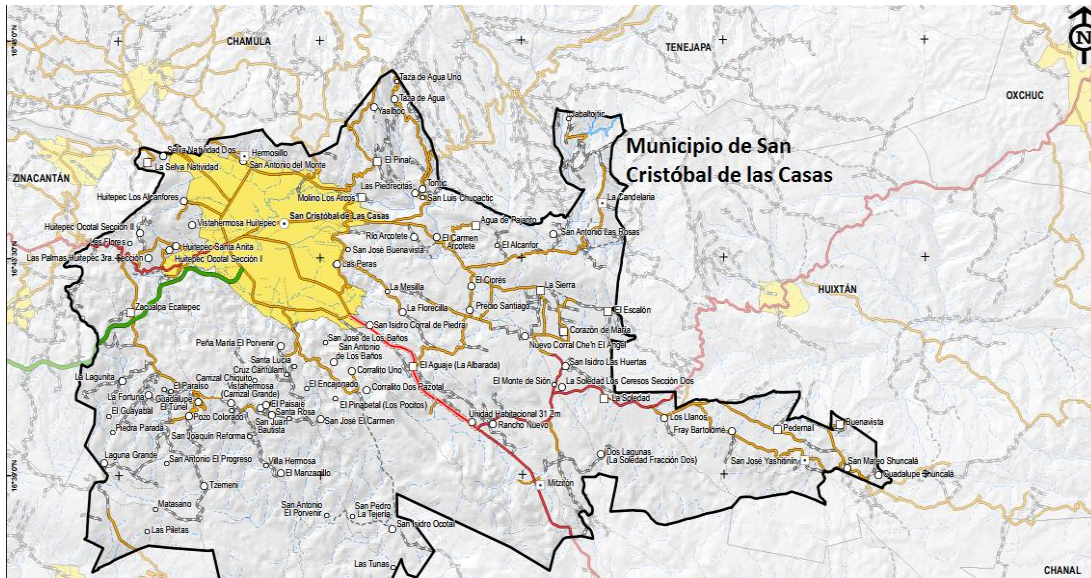 CHAMULA
TENEJAPA
N
OXCHUC
16°48'0"N
Taza de Agua Uno
Taza de Agua
Yaalboc
Sabaltojtic
Municipio de San
Cristóbal de las Casas
Selva Natividad Dos
Hermosillo
La Selva Natividad
San Antonio del Monte
El Pinar
ZINACANTÁN
Las Piedrecitas
Tontic
Molino Los Arcos
San Luis Chupactic
Huitepec Los Alcanfores
La Candelaria
San Cristóbal de Las Casas
Vistahermosa Huitepec
Agua de Pajarito
Huitepec Ocotal Sección II
Río Arcotete
El Carmen
Arcotete
San Antonio Las Rosas
Las Flores
Huitepec Santa Anita
San José Buenavista
El Alcanfor
Las Palmas Huitepec 3ra. Sección
Huitepec Ocotal Sección I
Las Peras
El Ciprés
La Mesilla
La Sierra
HUIXTÁN
Zacualpa Ecatepec
La Florecilla
Predio Santiago
El Escalón
San Isidro Corral de Piedra
Corazón de María
San José de Los Baños
Nuevo Corral Che'n El Ángel
Peña María El Porvenir
San Antonio
de Los Baños
Santa Lucía
Cruz Cantulam
Corralito Uno
El Aguaje (La Albarada)
San Isidro Las Huertas
La Lagunita
Carrizal Chiquito
El Encajonado
Corralito Dos Pazotal
El Monte de Sión
La Soledad Los Ceresos Sección Dos
El Paraíso
Vistahermosa
(Carrizal Grande)
La Fortuna
Guadalupe
El Túnel
El Paisaje
El Pinabetal (Los Pocitos)
La Soledad
El Guayabal
Pozo Colorado
Santa Rosa
San Juan
Bautista
San José El Carmen
Unidad Habitacional 31 Zm
Rancho Nuevo
Los Llanos
Buenavista
Piedra Parada
San Joaquín Reforma
Fray Bartolomé
Pedernal
Laguna Grande
San Antonio El Progreso
Villa Hermosa
El Manzanillo
Dos Lagunas
(La Soledad Fracción Dos)
San José Yashitinín
San Mateo Shuncalá
Guadalupe Shuncalá
16°39'0"N
Tzemeni
Mitzitón
Matasano
San Antonio
El Porvenir
San Pedro
La Tejería
Las Piletas
San Isidro Ocotal
Las Tunas
CHANAL